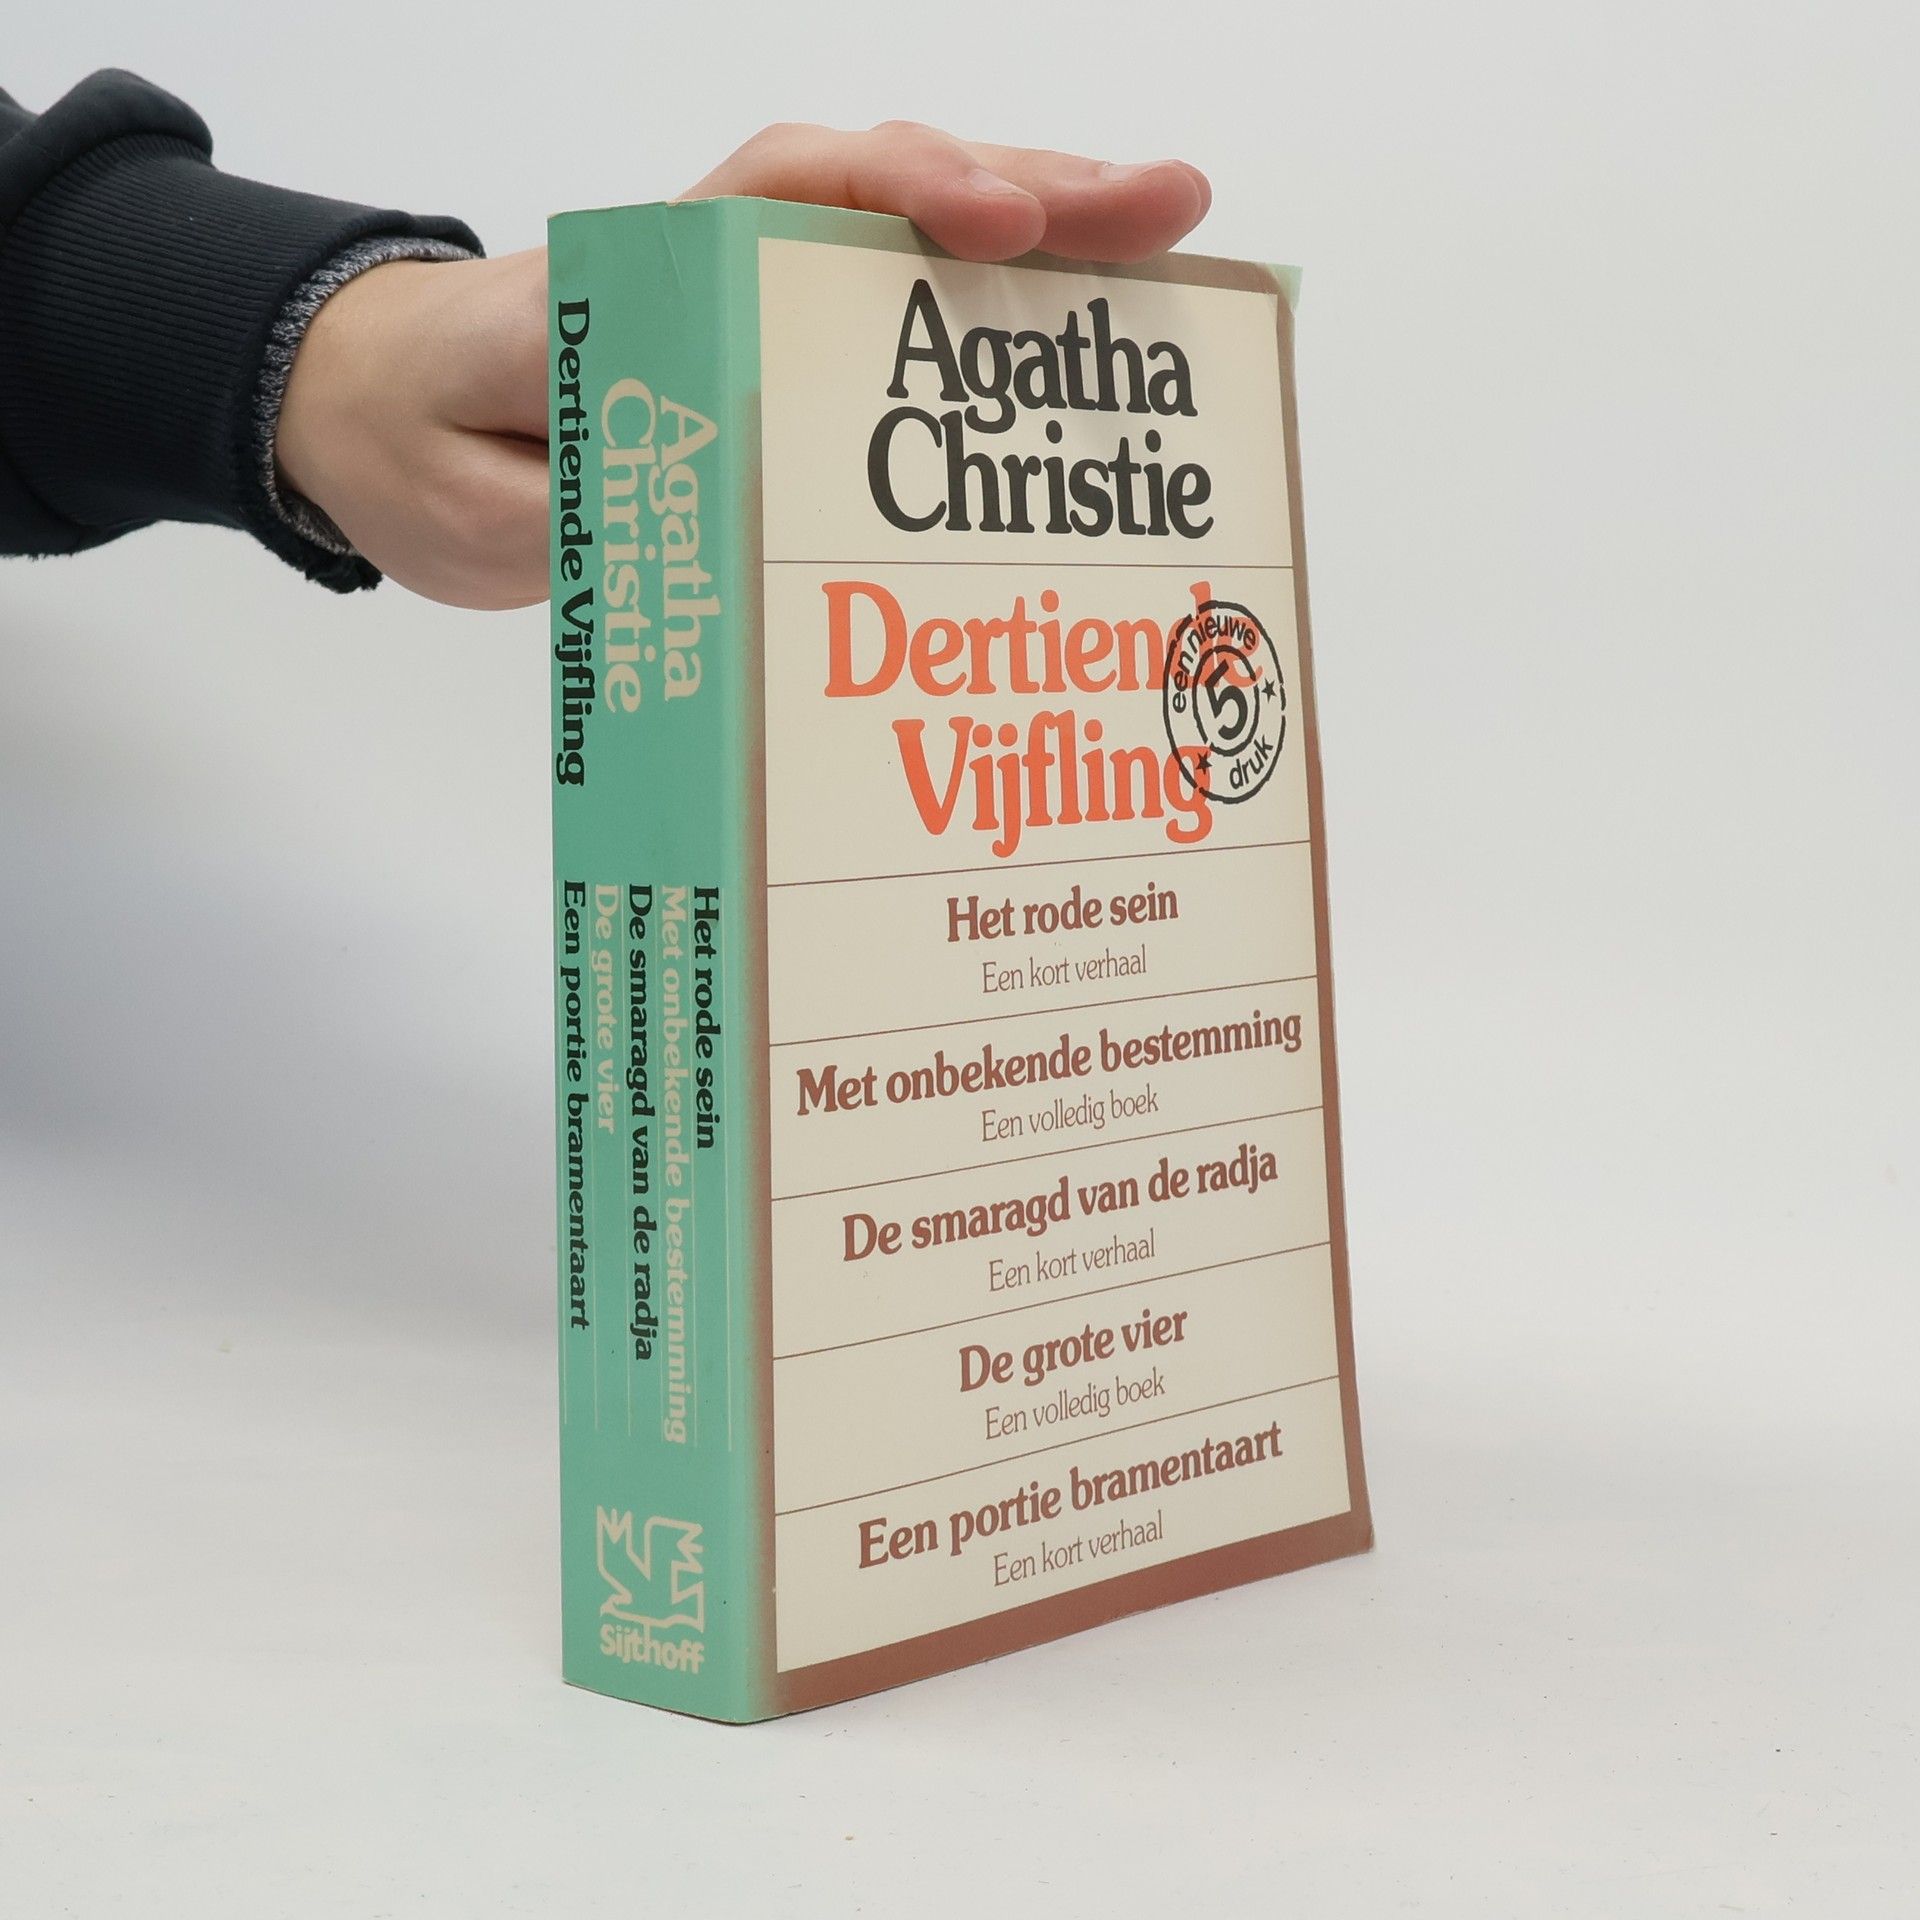 Agatha
Christie
Dertiende
Vijfling
een nieuwe
5
druk
Het rode sein
Een kort verhaal
Met onbekende bestemming
Een volledig boek
De smaragd van de radja
Een kort verhaal
De grote vier
Een volledig boek
Een portie bramentaart
Een kort verhaal
Agatha
Christie
Dertiende Vijfling
Het rode sein
Met onbekende bestemming
De smaragd van de radja
De grote vier
Een portie bramentaart
Sijthoff